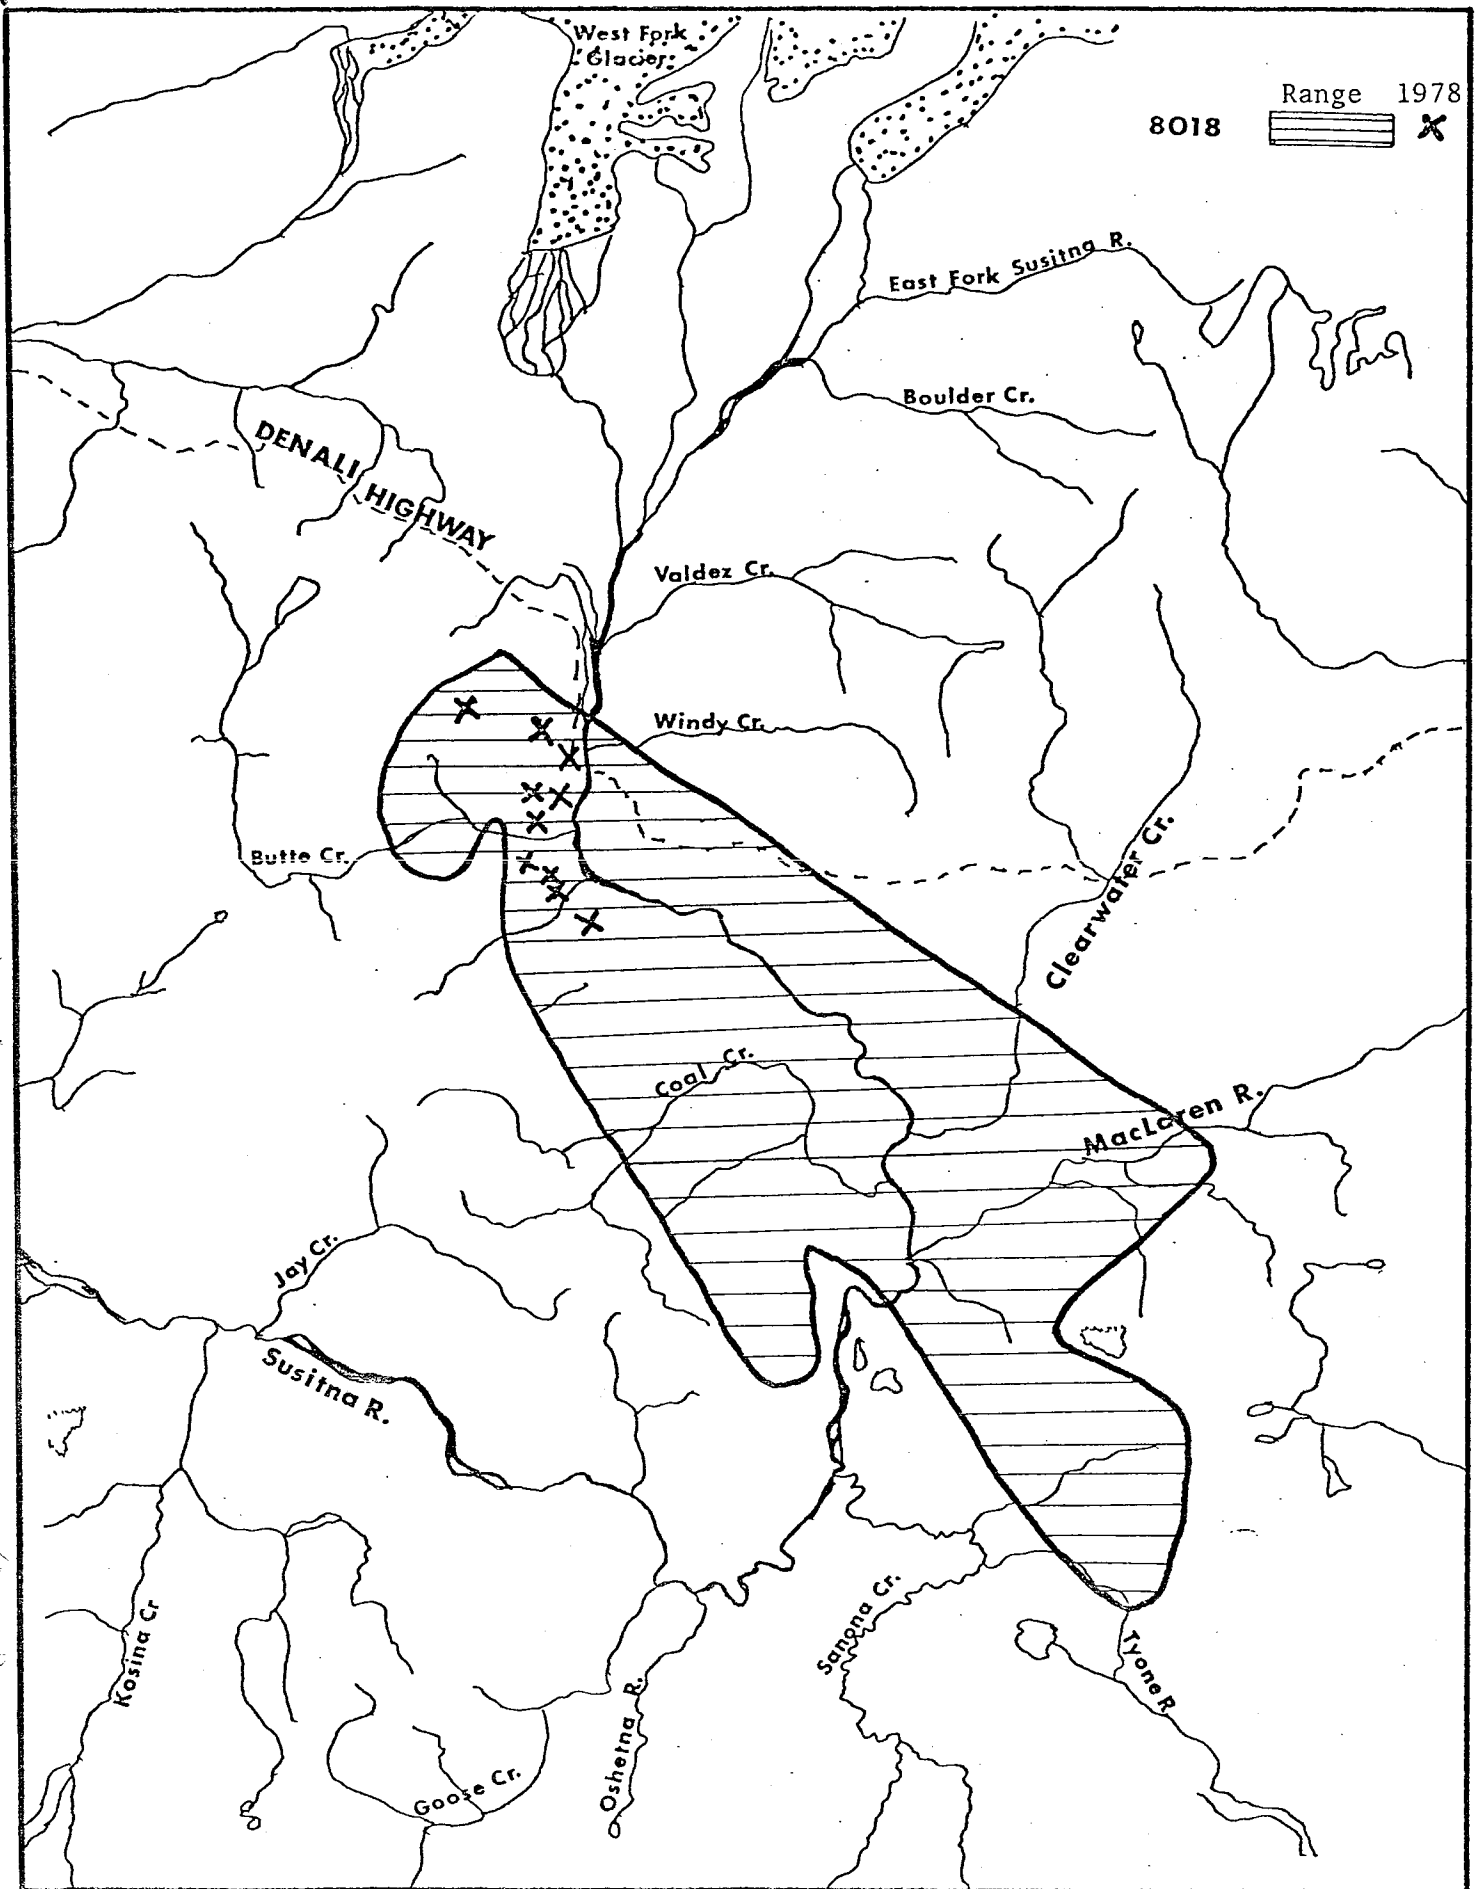 West Fork
Glacier
Range 1978
8018
East Fork Susitna R.
Boulder Cr.
DENALI
HIGHWAY
Valdez Cr.
Windy Cr.
Butte Cr.
Clearwater Cr.
Coal Cr.
MacLaren R.
Jay Cr.
Susitna R.
Kosina Cr
Sanona Cr.
Tyone R
Oshetna R.
Goose Cr.